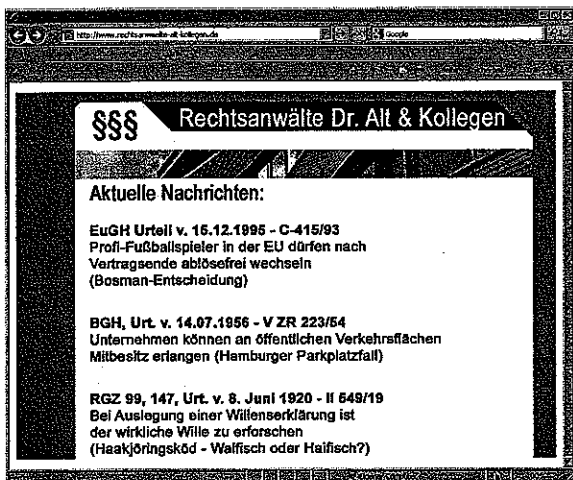 http://www.rechtsanwaelte-alt-kollegen.de
Google
§§§ Rechtsanwälte Dr. Alt & Kollegen
Aktuelle Nachrichten:
EuGH Urteil v. 15.12.1995 - C-415/93
Profi-Fußballspieler in der EU dürfen nach
Vertragsende ablösefrei wechseln
(Bosman-Entscheidung)
BGH, Urt. v. 14.07.1956 - V ZR 223/54
Unternehmen können an öffentlichen Verkehrsflächen
Mitbesitz erlangen (Hamburger Parkplatzfall)
RGZ 99, 147, Urt. v. 8. Juni 1920 - II 549/19
Bei Auslegung einer Willenserklärung ist
der wirkliche Wille zu erforschen
(Haakjöringsköd - Walfisch oder Haifisch?)